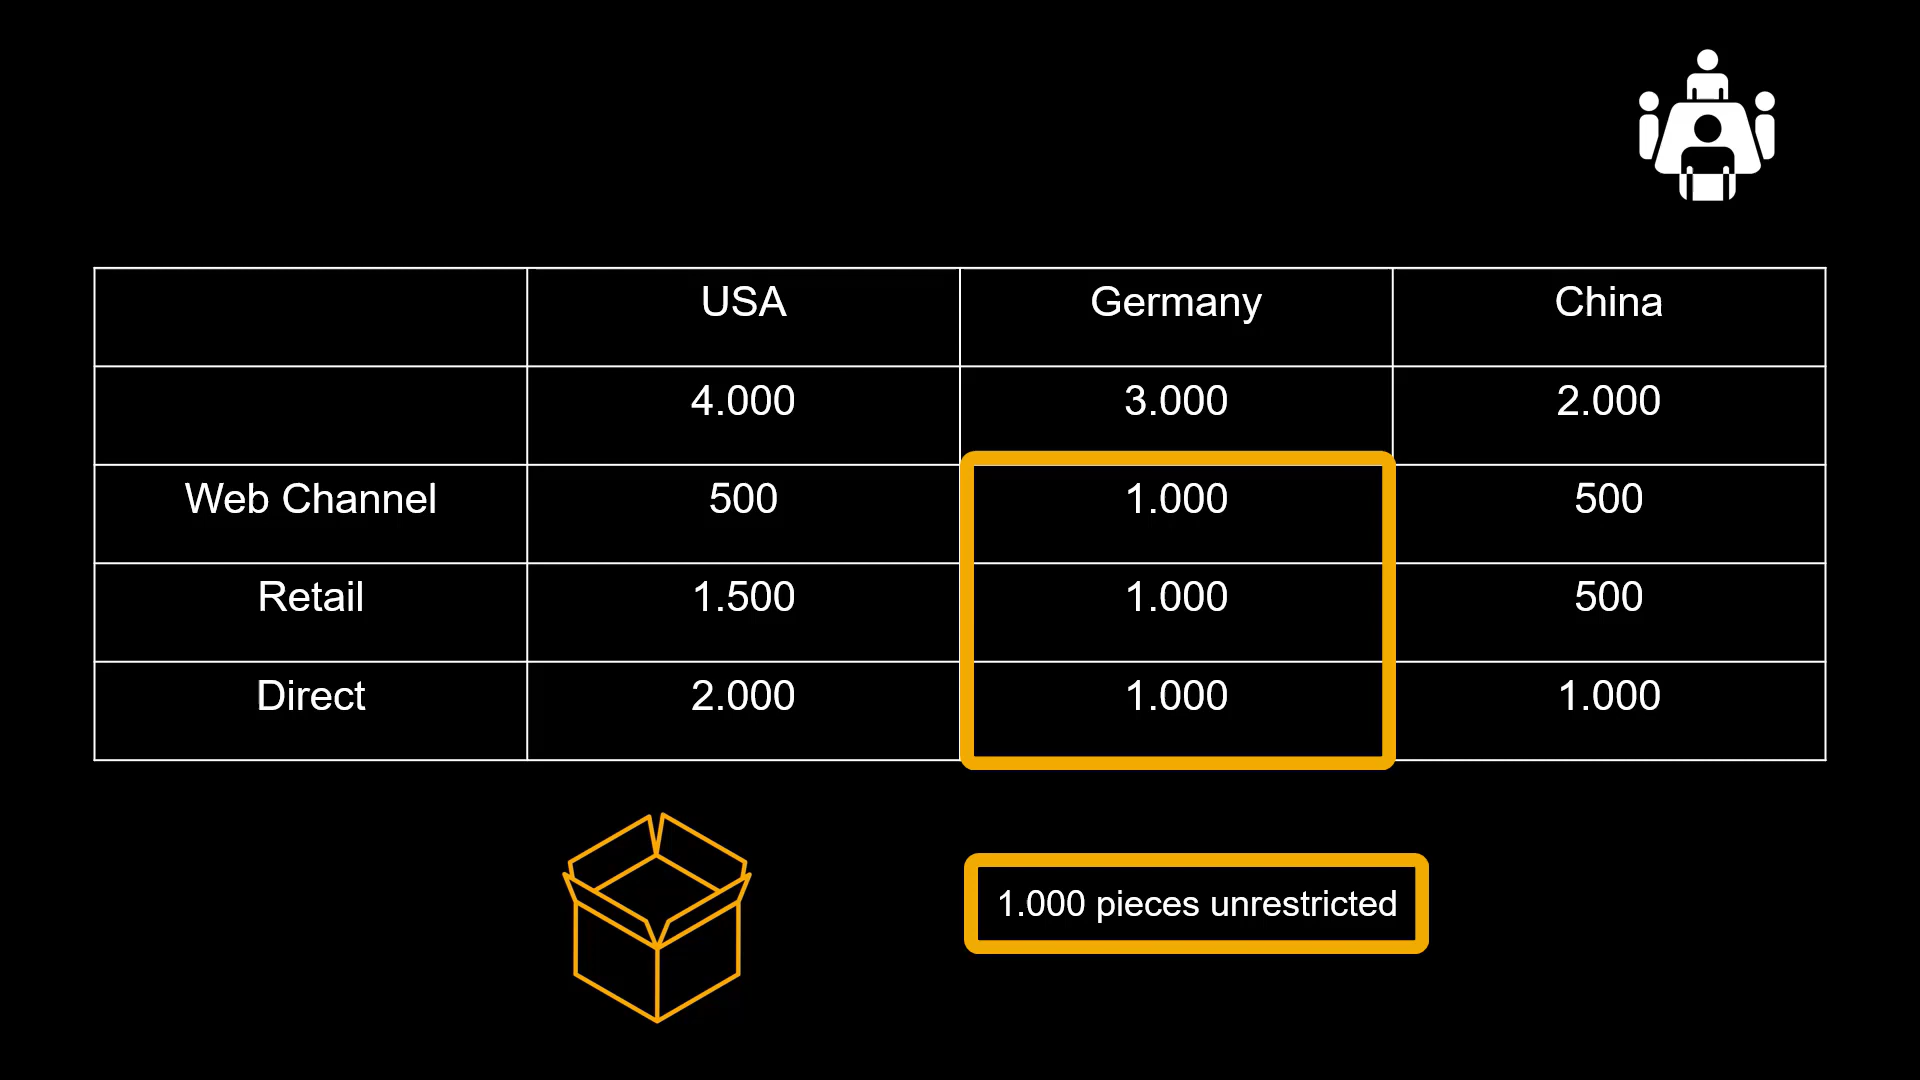 USA Germany China
4.000 3.000 2.000
Web Channel 500 1.000 500
Retail 1.500 1.000 500
Direct 2.000 1.000 1.000
1.000 pieces unrestricted